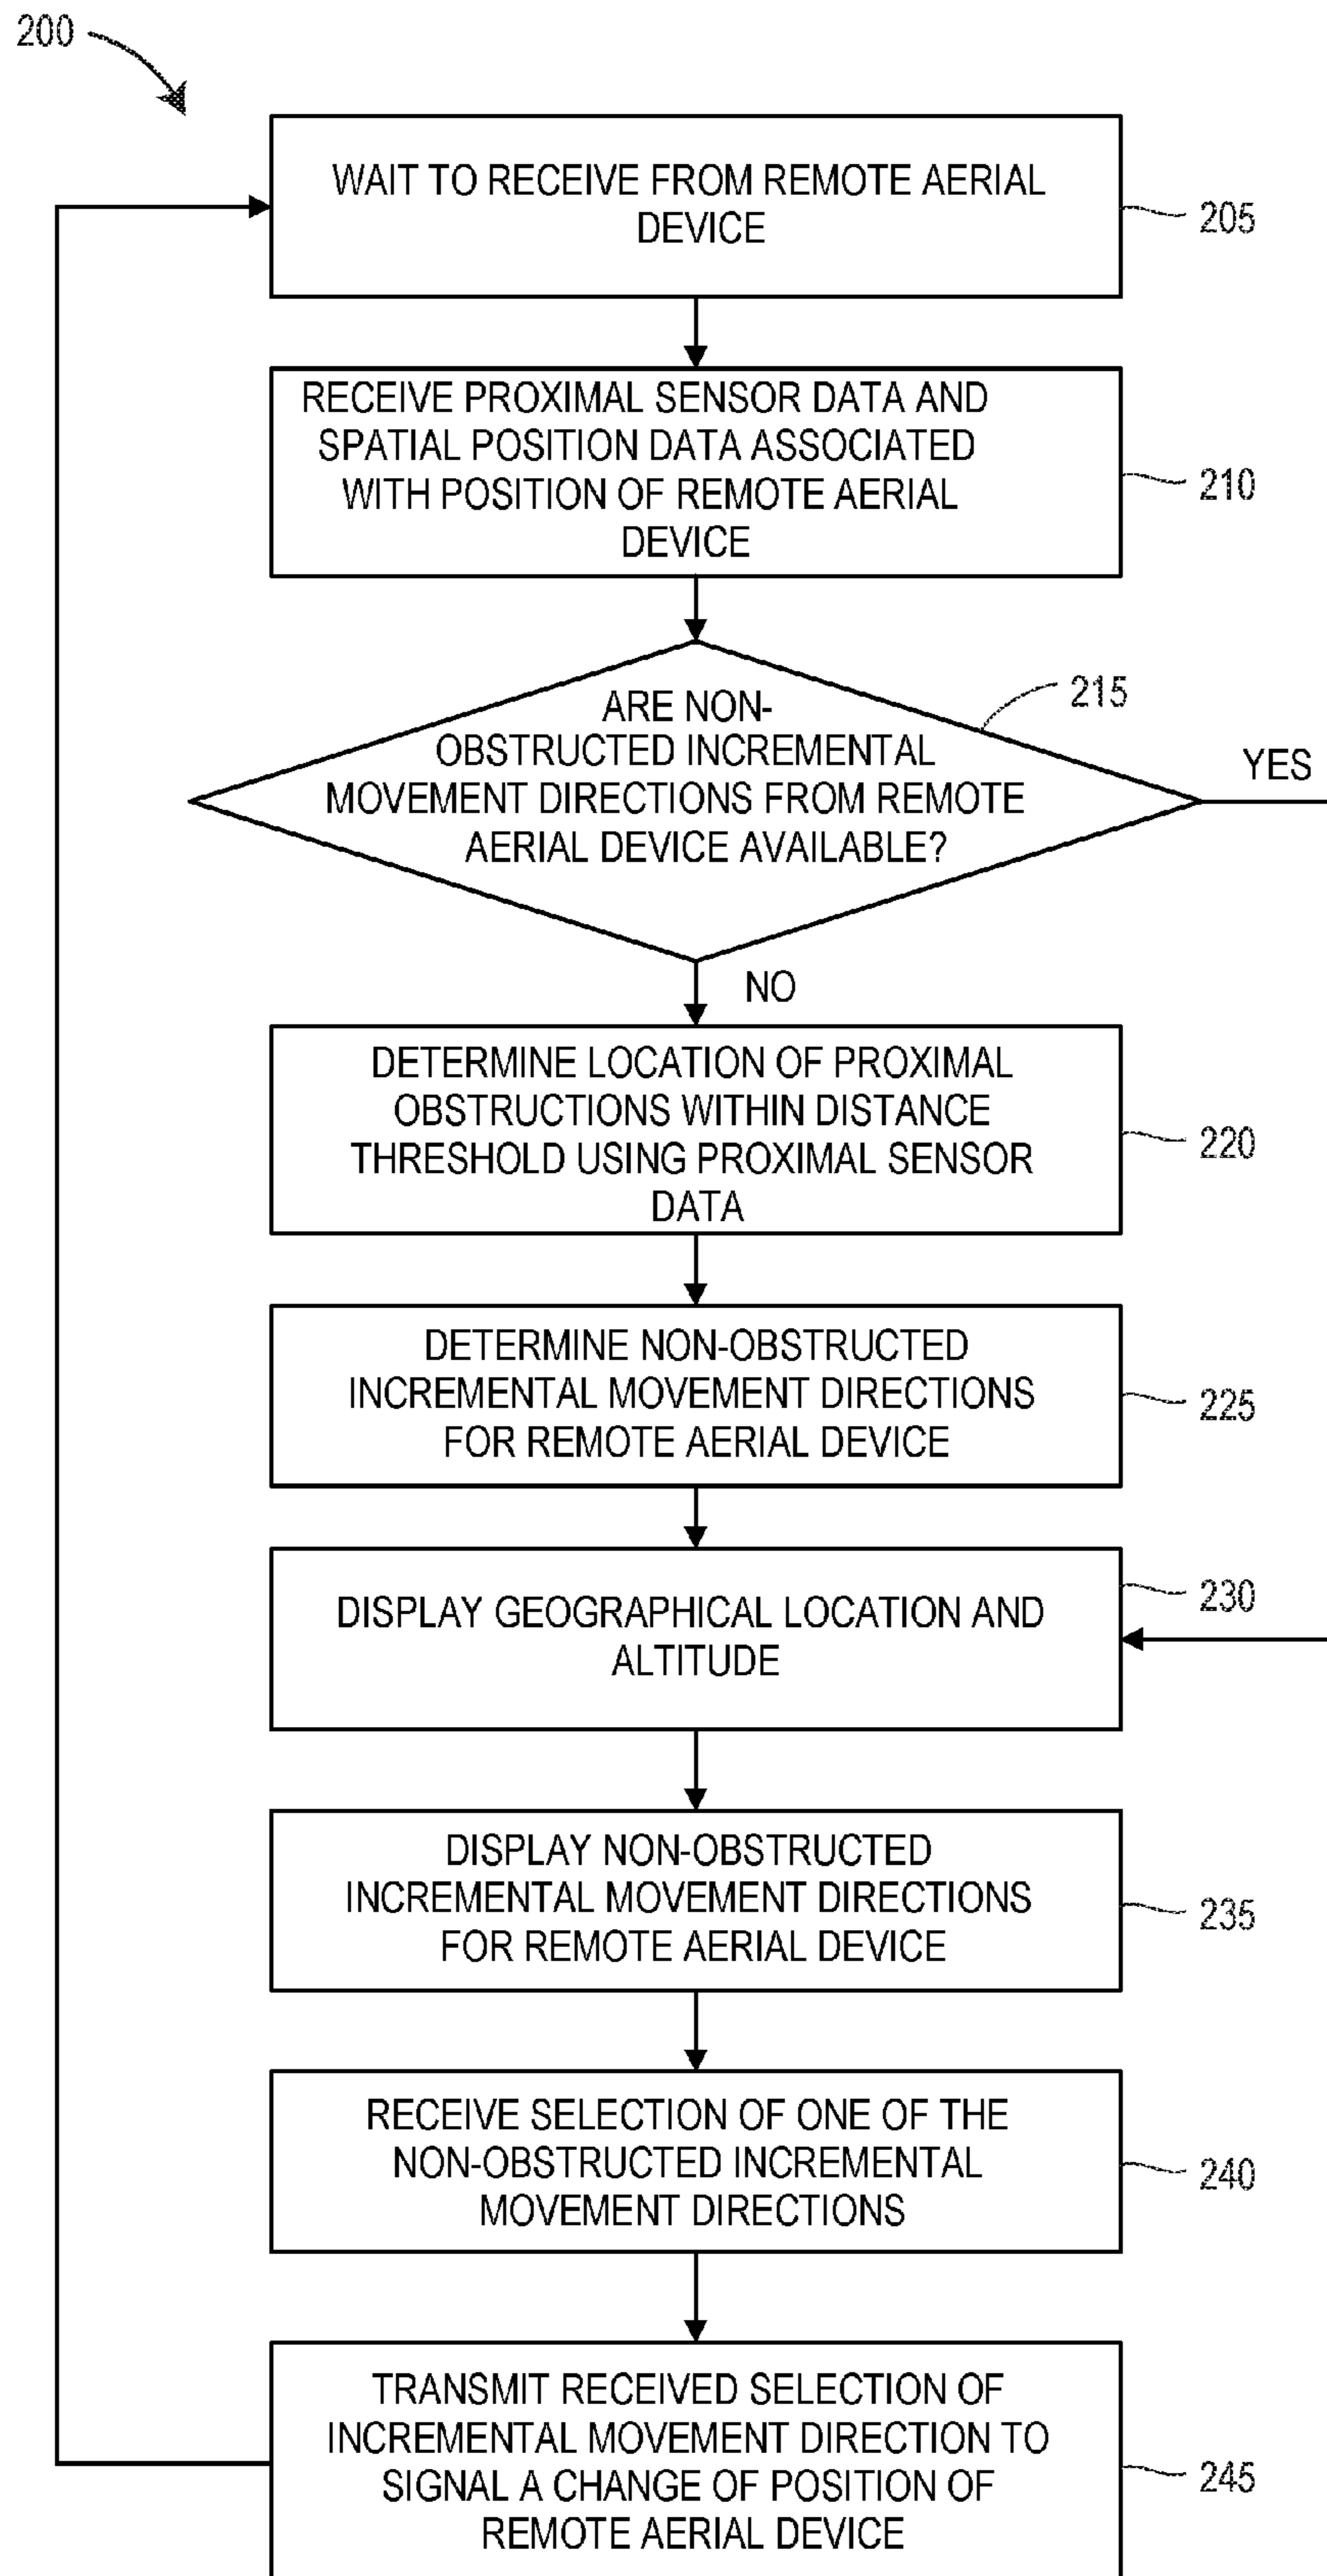 200
WAIT TO RECEIVE FROM REMOTE AERIAL
DEVICE
205
RECEIVE PROXIMAL SENSOR DATA AND
SPATIAL POSITION DATA ASSOCIATED
WITH POSITION OF REMOTE AERIAL
DEVICE
210
ARE NON-
OBSTRUCTED INCREMENTAL
MOVEMENT DIRECTIONS FROM REMOTE
AERIAL DEVICE AVAILABLE?
215
YES
NO
DETERMINE LOCATION OF PROXIMAL
OBSTRUCTIONS WITHIN DISTANCE
THRESHOLD USING PROXIMAL SENSOR
DATA
220
DETERMINE NON-OBSTRUCTED
INCREMENTAL MOVEMENT DIRECTIONS
FOR REMOTE AERIAL DEVICE
225
DISPLAY GEOGRAPHICAL LOCATION AND
ALTITUDE
230
DISPLAY NON-OBSTRUCTED
INCREMENTAL MOVEMENT DIRECTIONS
FOR REMOTE AERIAL DEVICE
235
RECEIVE SELECTION OF ONE OF THE
NON-OBSTRUCTED INCREMENTAL
MOVEMENT DIRECTIONS
240
TRANSMIT RECEIVED SELECTION OF
INCREMENTAL MOVEMENT DIRECTION TO
SIGNAL A CHANGE OF POSITION OF
REMOTE AERIAL DEVICE
245